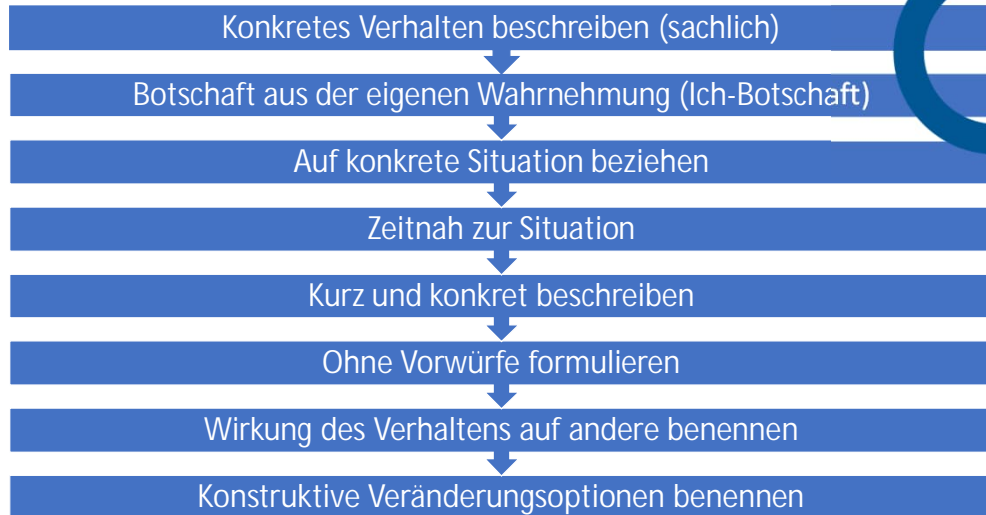 Konkretes Verhalten beschreiben (sachlich)
Botschaft aus der eigenen Wahrnehmung (Ich-Botschaft)
Auf konkrete Situation beziehen
Zeitnah zur Situation
Kurz und konkret beschreiben
Ohne Vorwürfe formulieren
Wirkung des Verhaltens auf andere benennen
Konstruktive Veränderungsoptionen benennen